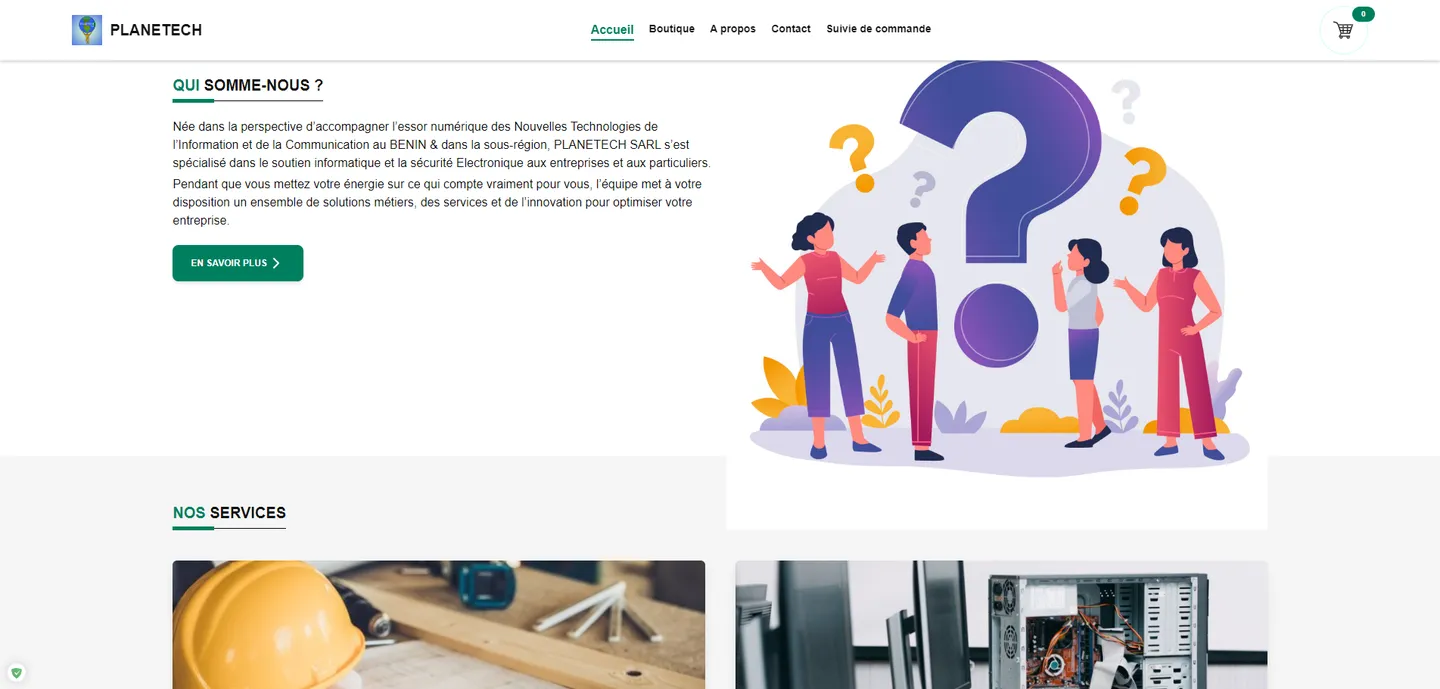 PLANETECH
Accueil Boutique A propos Contact Suivie de commande
0
QUI SOMME-NOUS ?
Née dans la perspective d’accompagner l’essor numérique des Nouvelles Technologies de
l’Information et de la Communication au BENIN & dans la sous-région, PLANETECH SARL s’est
spécialisé dans le soutien informatique et la sécurité Electronique aux entreprises et aux particuliers.
Pendant que vous mettez votre énergie sur ce qui compte vraiment pour vous, l’équipe met à votre
disposition un ensemble de solutions métiers, des services et de l’innovation pour optimiser votre
entreprise.
EN SAVOIR PLUS
NOS SERVICES